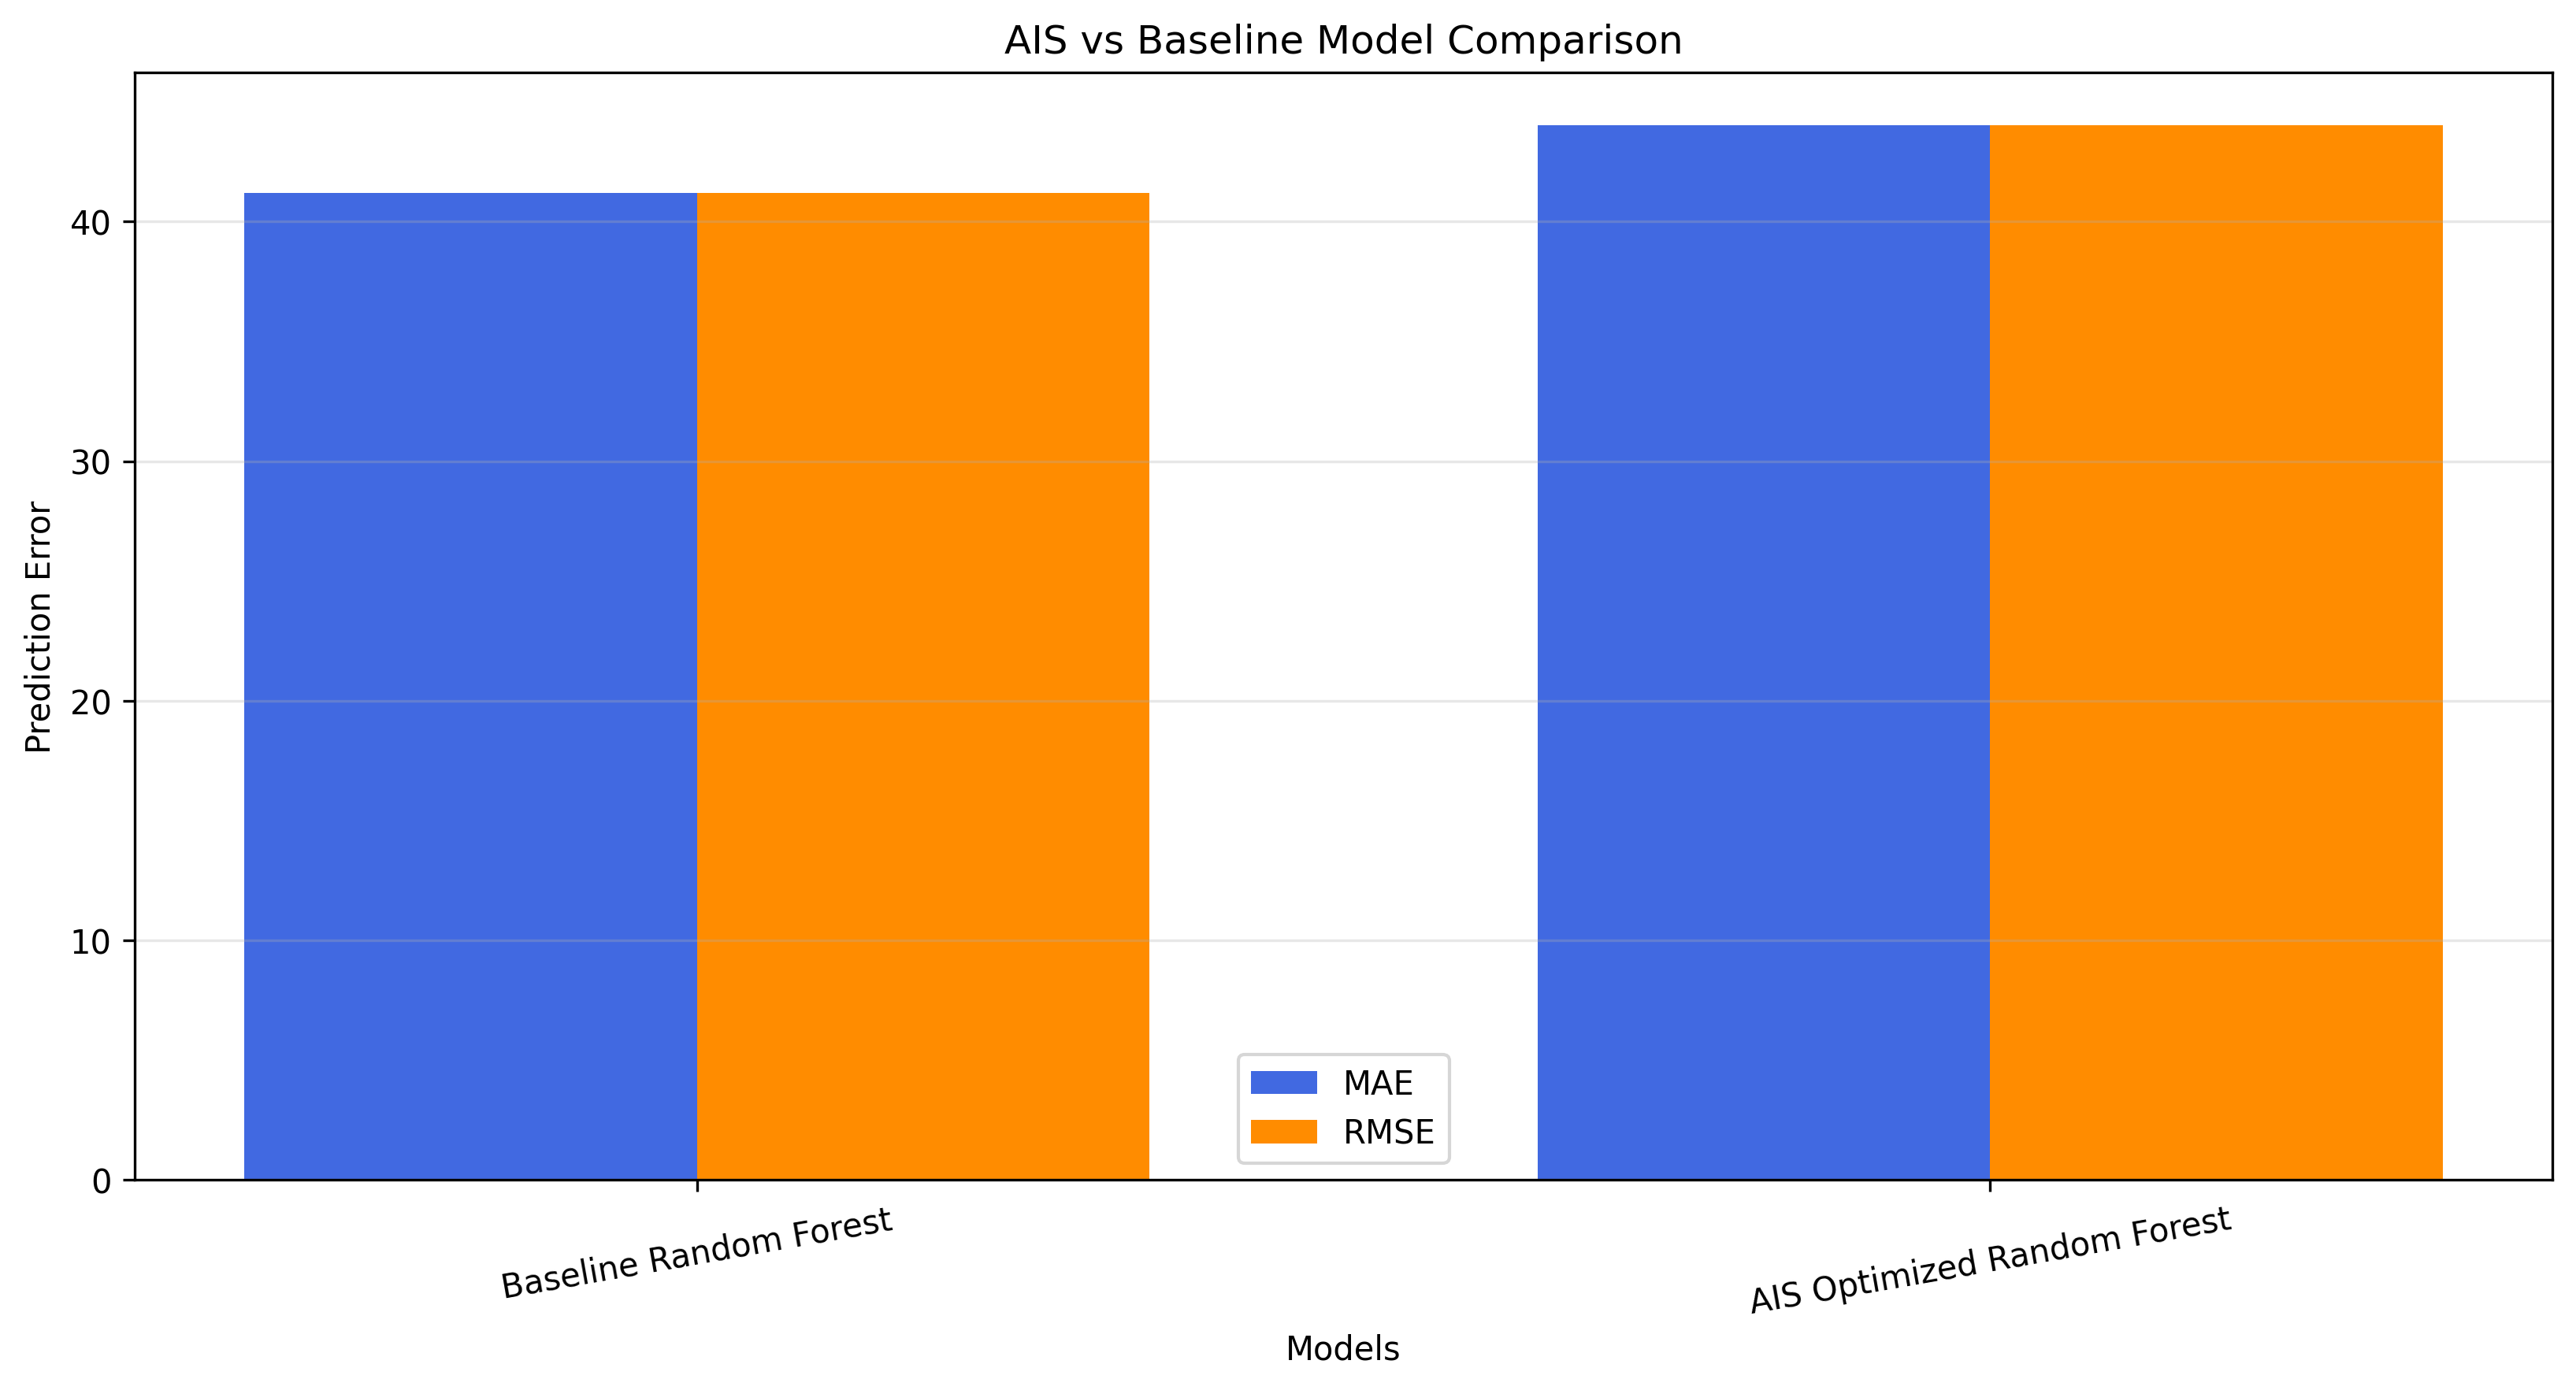 AIS vs Baseline Model Comparison
Prediction Error
40
30
20
10
0
MAE
RMSE
Baseline Random Forest
AIS Optimized Random Forest
Models